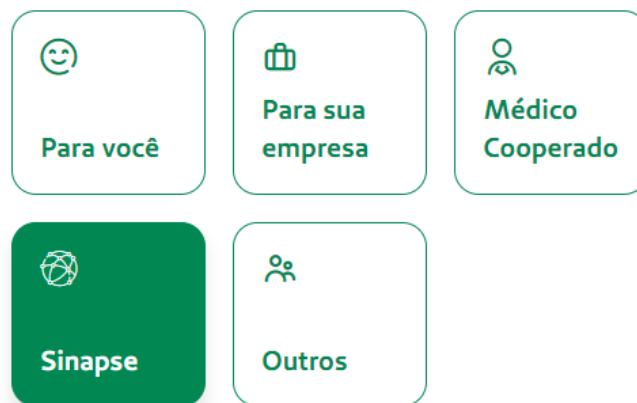 Para você
Para sua
empresa
Médico
Cooperado
Sinapse
Outros